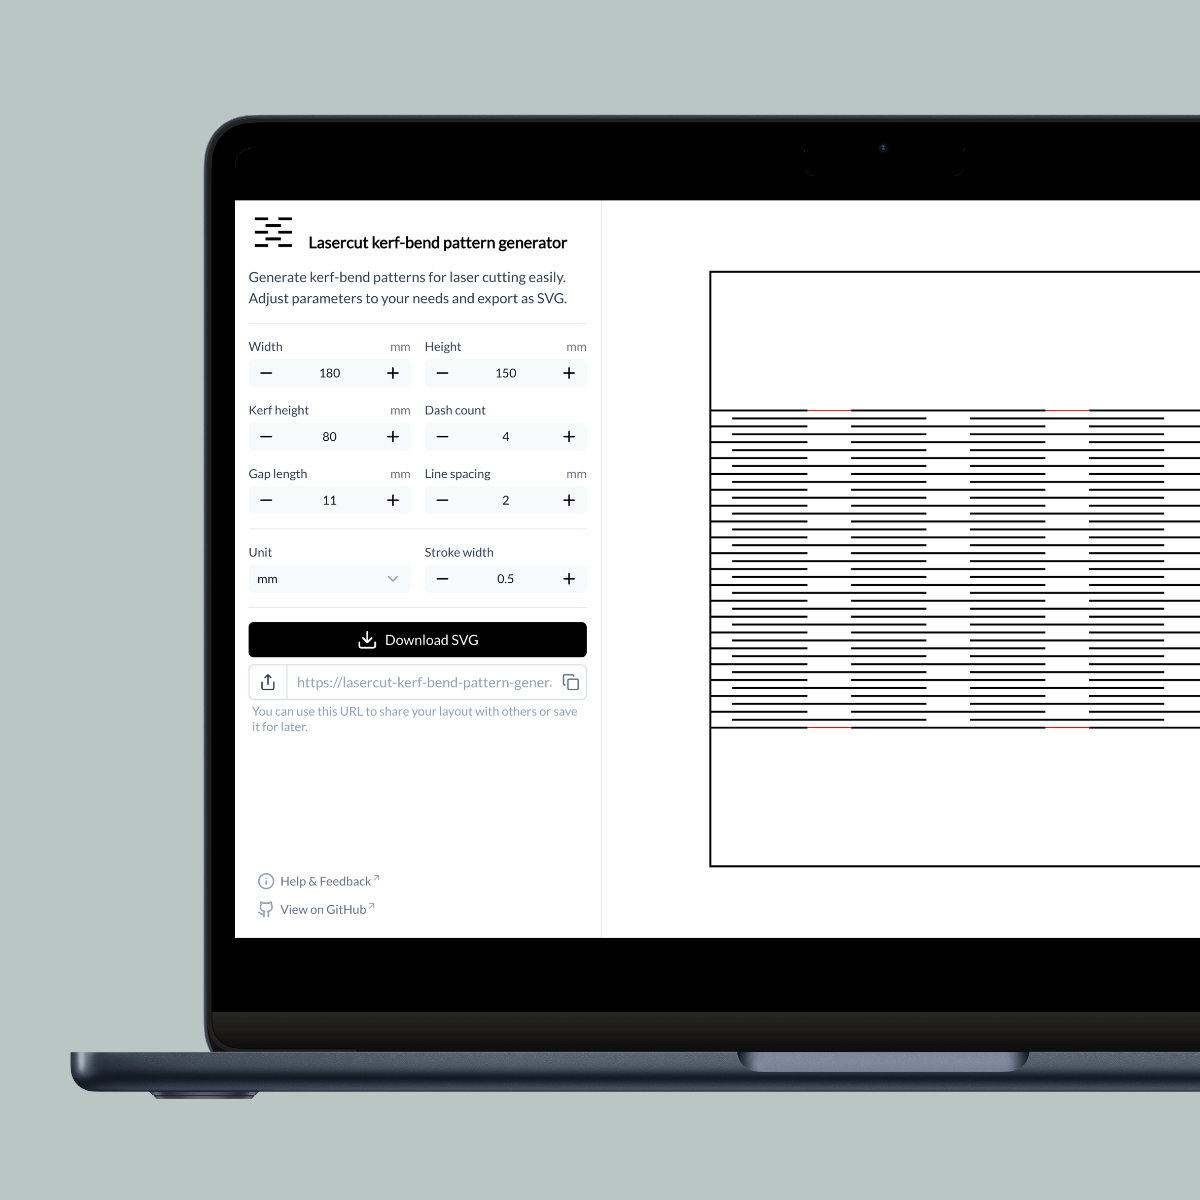 Lasercut kerf-bend pattern generator
Generate kerf-bend patterns for laser cutting easily.
Adjust parameters to your needs and export as SVG.
Width mm Height mm
180 150
Kerf height mm Dash count
80 4
Gap length mm Line spacing mm
11 2
Unit Stroke width
mm 0.5
Download SVG
https://lasercut-kerf-bend-pattern-gener
You can use this URL to share your layout with others or save
it for later.
Help & Feedback
View on GitHub